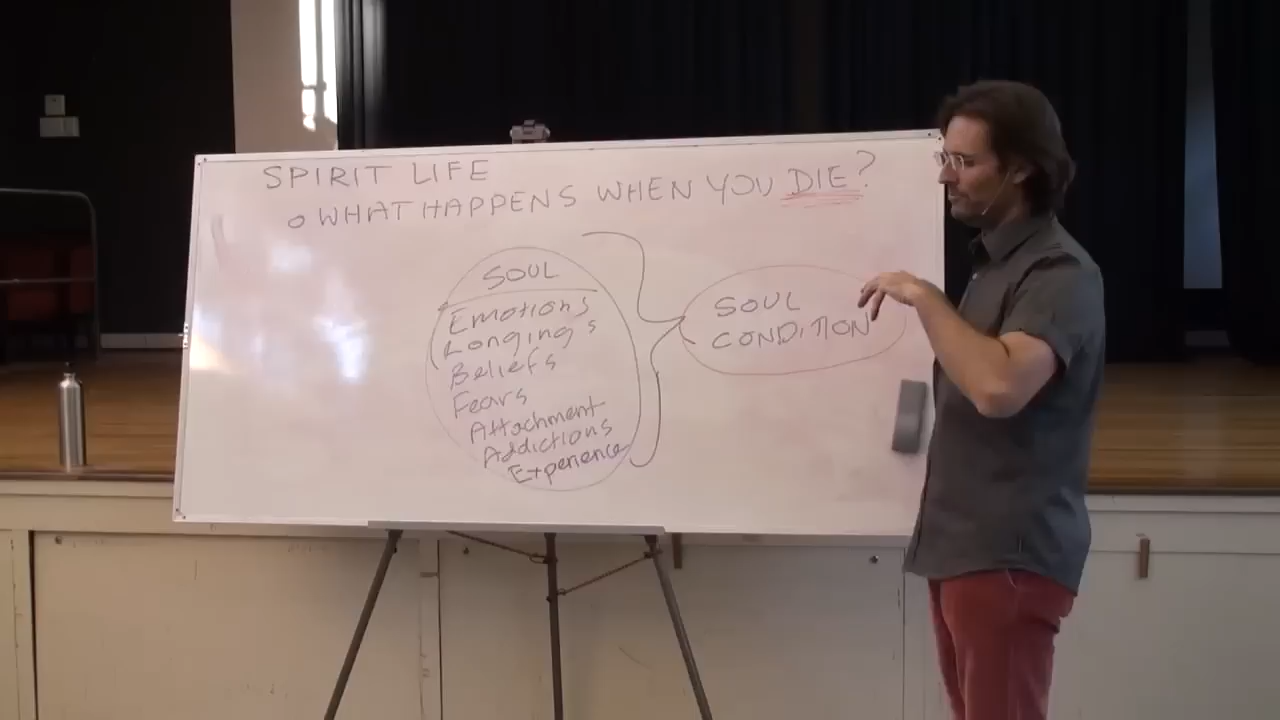 SPIRIT LIFE
o WHAT HAPPENS WHEN YOU DIE?
SOUL
Emotions
Longings
Beliefs
Fears
Attachment
Addictions
Experience
SOUL
CONDITION